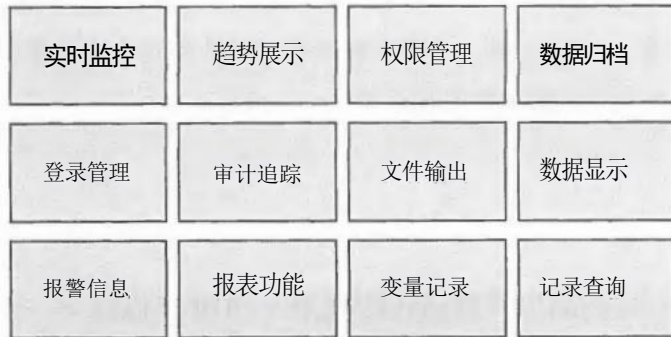 实时监控 趋势展示 权限管理 数据归档
登录管理 审计追踪 文件输出 数据显示
报警信息 报表功能 变量记录 记录查询